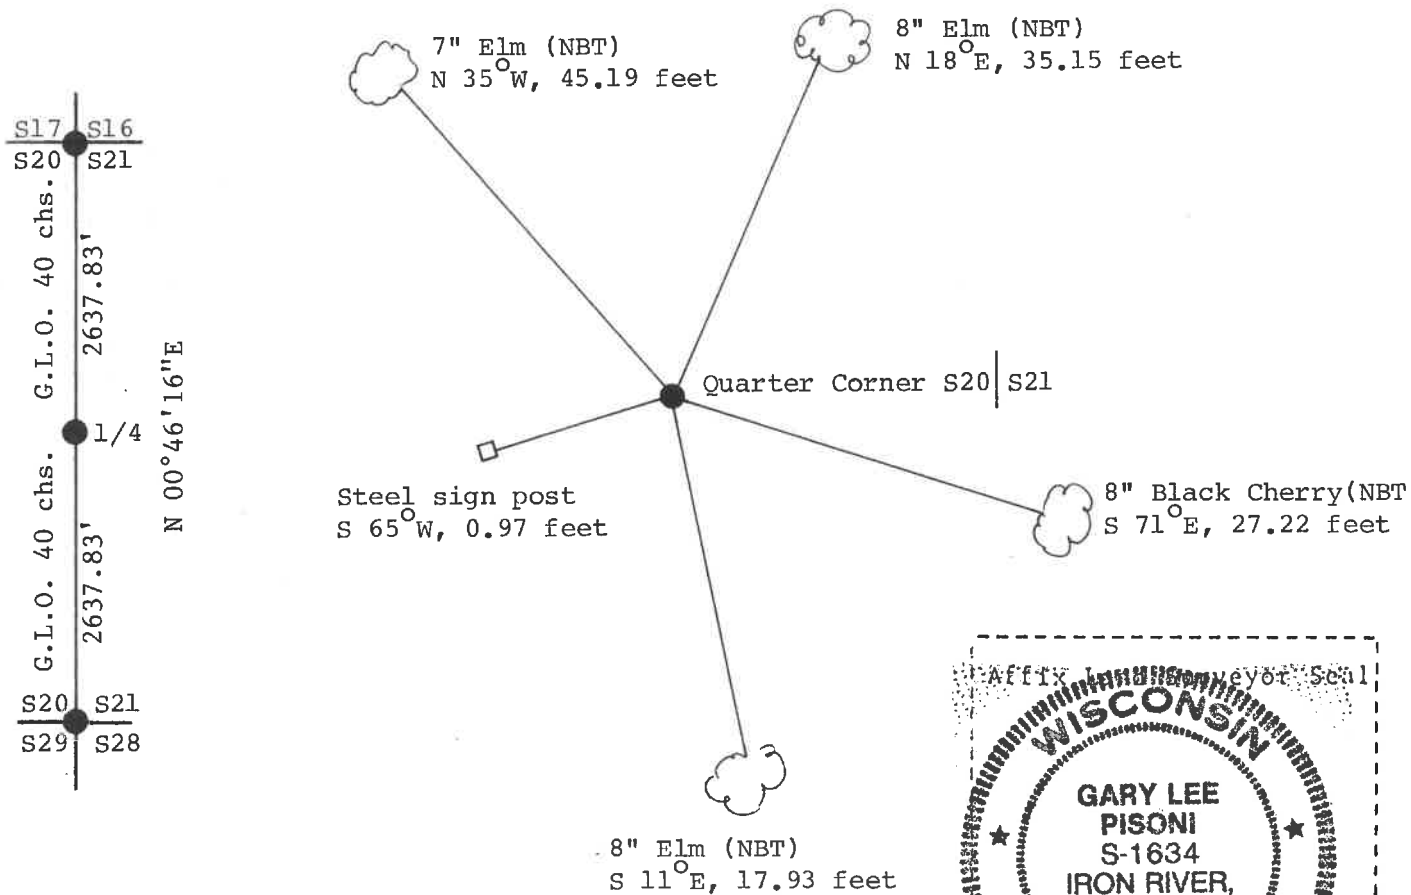 7" Elm (NBT)
N 35°W, 45.19 feet
8" Elm (NBT)
N 18°E, 35.15 feet
S17 S16
S20 S21
G.L.O. 40 chs.
2637.83'
1/4
N 00°46'16"E
G.L.O. 40 chs.
2637.83'
S20 S21
S29 S28
Quarter Corner S20 S21
Steel sign post
S 65°W, 0.97 feet
8" Black Cherry(NBT
S 71°E, 27.22 feet
8" Elm (NBT)
S 11°E, 17.93 feet
Affix Land Surveyor Seal
WISCONSIN
GARY LEE
PISONI
S-1634
IRON RIVER,